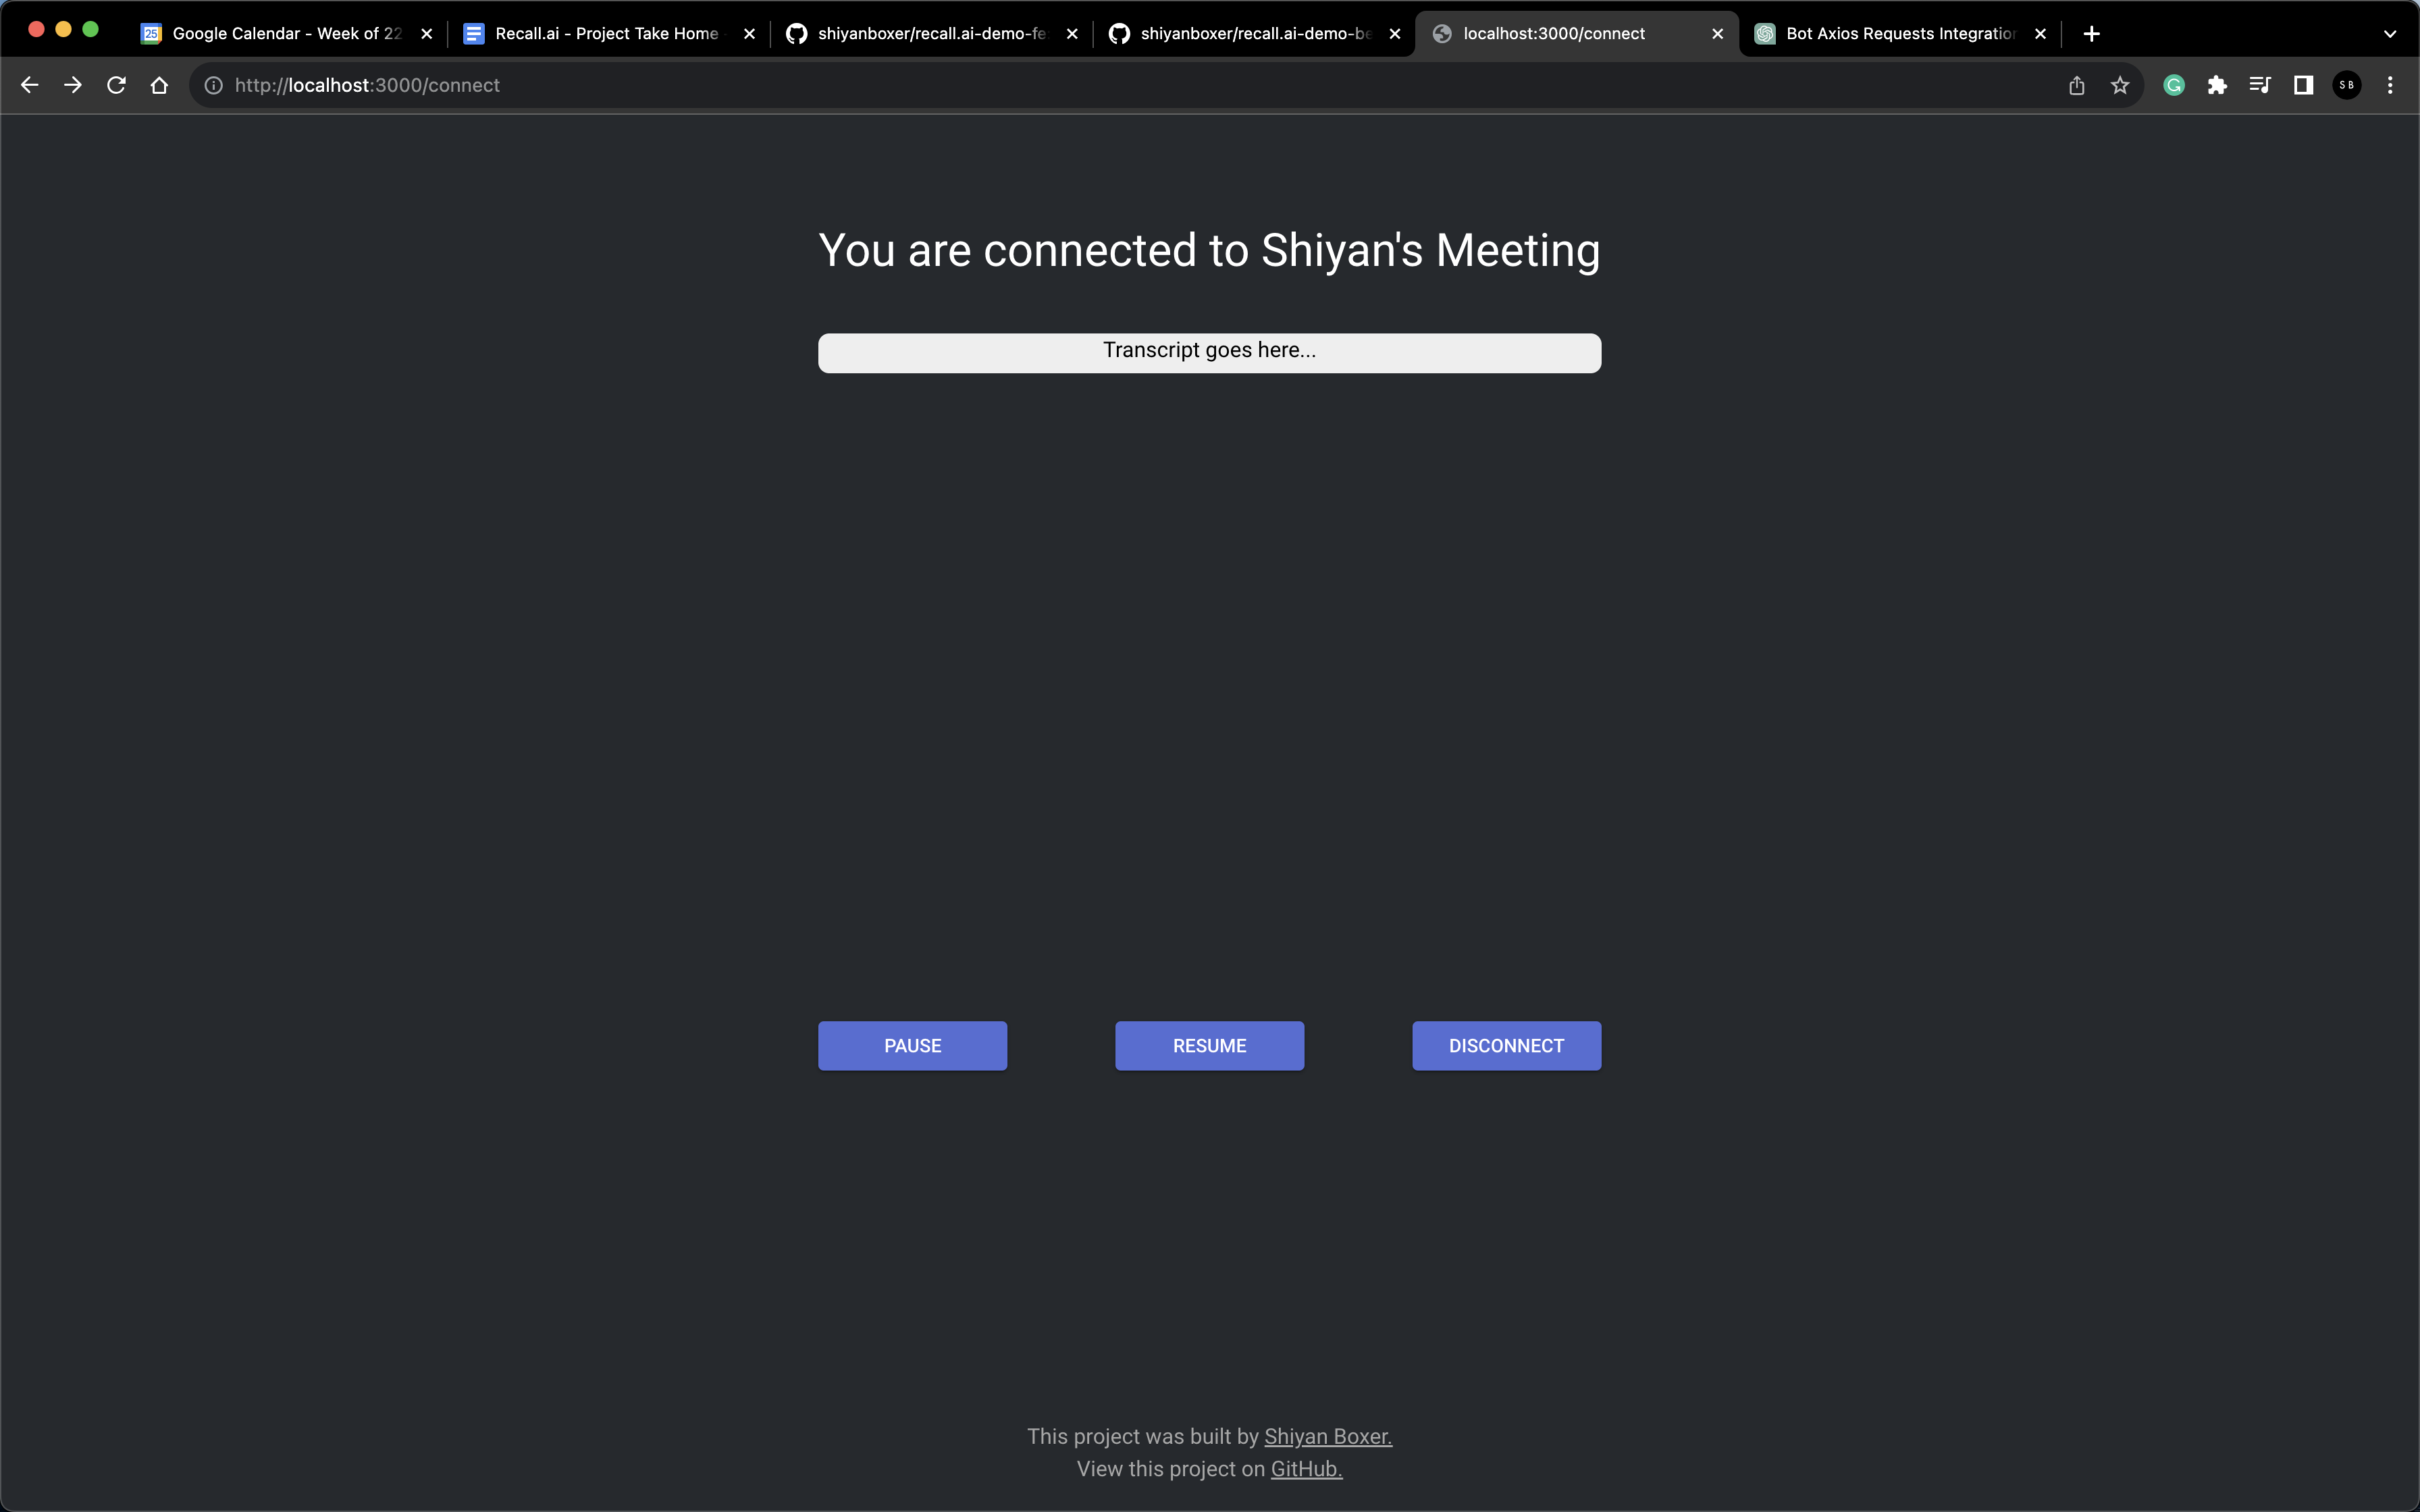 25
Google Calendar - Week of 22
Recall.ai - Project Take Home
shiyanboxer/recall.ai-demo-fe
shiyanboxer/recall.ai-demo-be
localhost:3000/connect
Bot Axios Requests Integration
http://localhost:3000/connect
S B
You are connected to Shiyan's Meeting
Transcript goes here...
PAUSE
RESUME
DISCONNECT
This project was built by Shiyan Boxer.
View this project on GitHub.